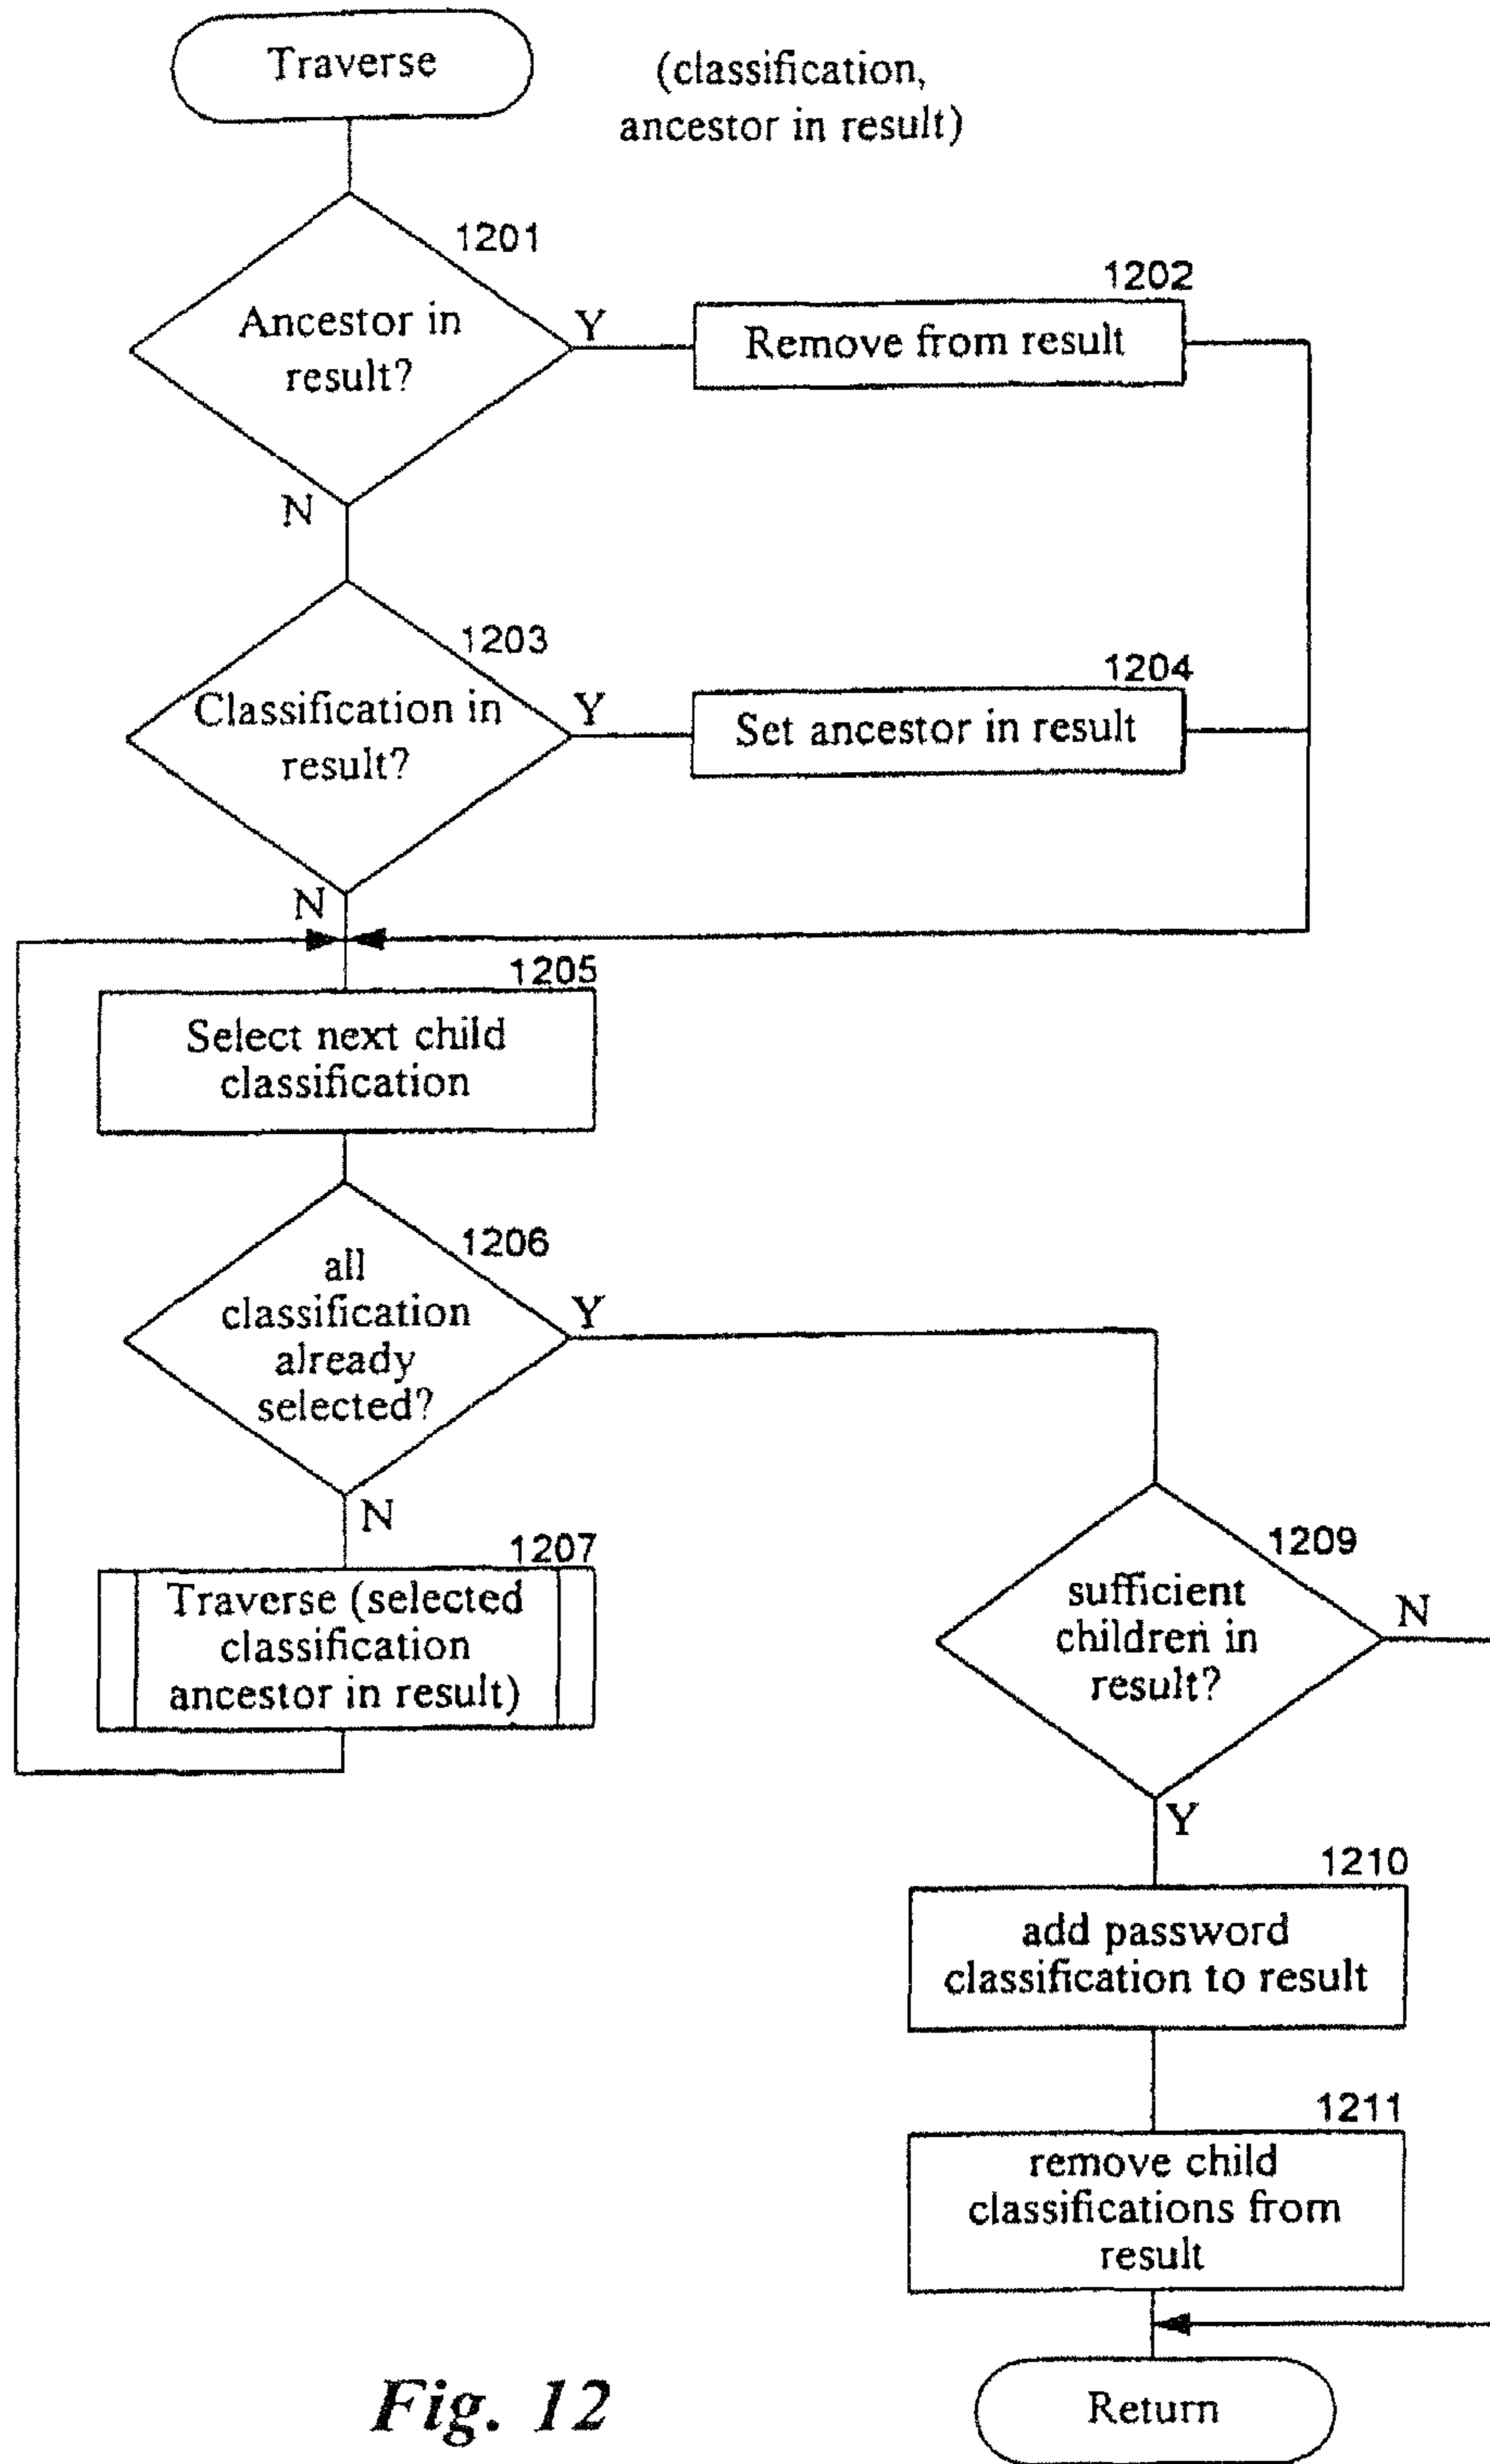 Traverse
(classification,
ancestor in result)
1201
Ancestor in
result?
Y
N
1202
Remove from result
1203
Classification in
result?
Y
N
1204
Set ancestor in result
1205
Select next child
classification
1206
all
classification
already
selected?
Y
N
1207
Traverse (selected
classification
ancestor in result)
1209
sufficient
children in
result?
N
Y
1210
add password
classification to result
1211
remove child
classifications from
result
Return
Fig. 12